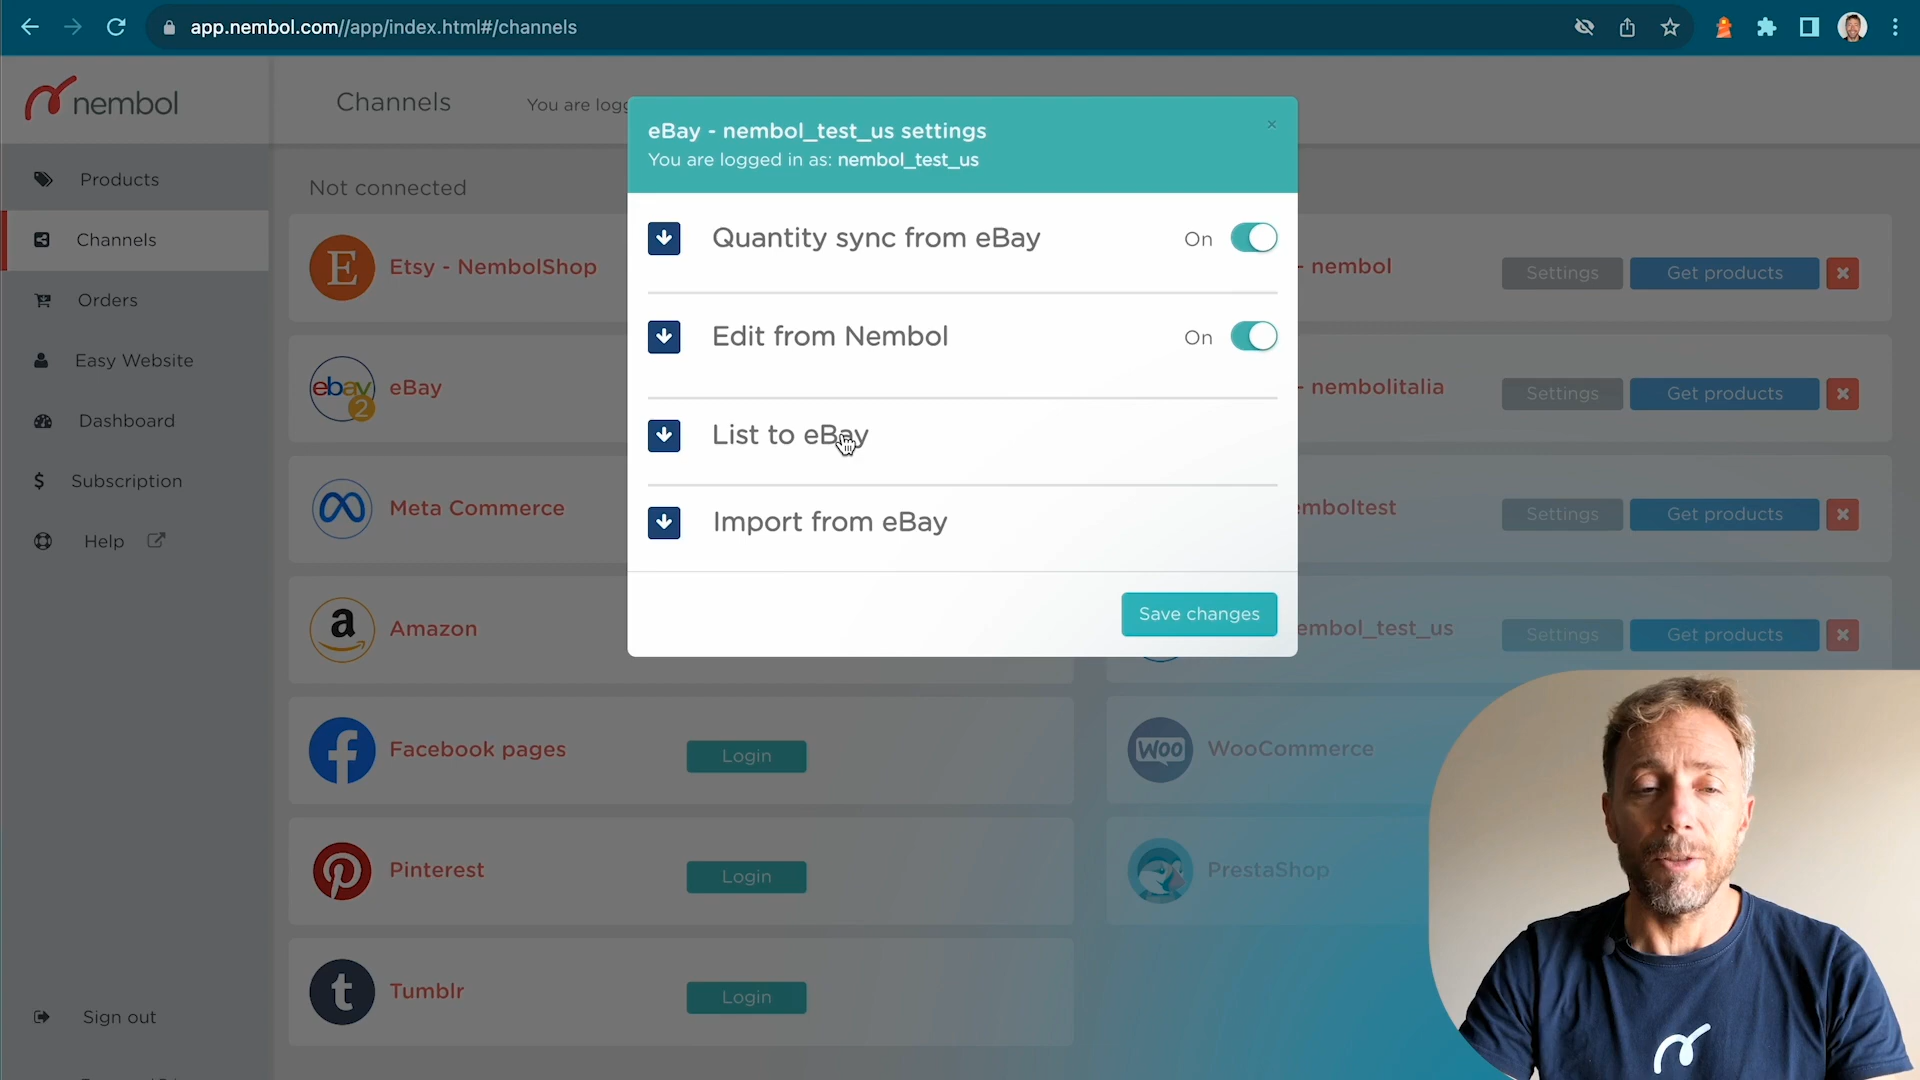 app.nembol.com//app/index.html#/channels
nembol
Channels
You are logg
Products
Channels
Orders
Easy Website
Dashboard
Subscription
Help
Sign out
Not connected
Etsy - NembolShop
ebay
2
eBay
Meta Commerce
Amazon
Facebook pages
Login
Pinterest
Login
Tumblr
Login
eBay - nembol_test_us settings
You are logged in as: nembol_test_us
Quantity sync from eBay
On
Edit from Nembol
On
List to eBay
Import from eBay
Save changes
- nembol
Settings
Get products
- nembolitalia
Settings
Get products
emboltest
Settings
Get products
embol_test_us
Settings
Get products
WOO
WooCommerce
PrestaShop